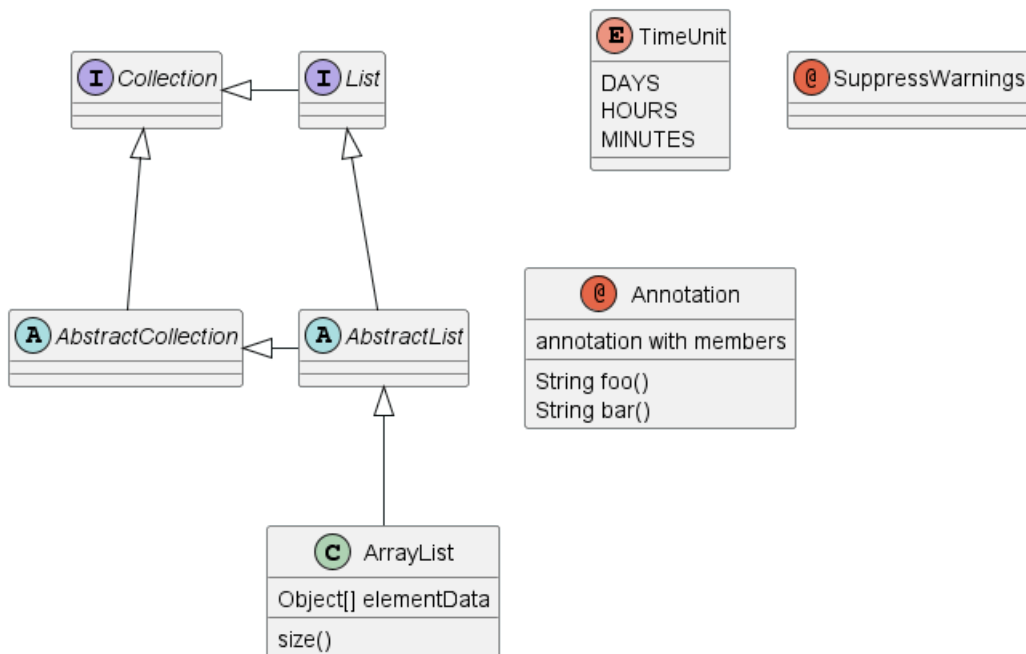 I Collection
I List
E TimeUnit
DAYS
HOURS
MINUTES
@ SuppressWarnings
A AbstractCollection
A AbstractList
@ Annotation
annotation with members
String foo()
String bar()
C ArrayList
Object[] elementData
size()